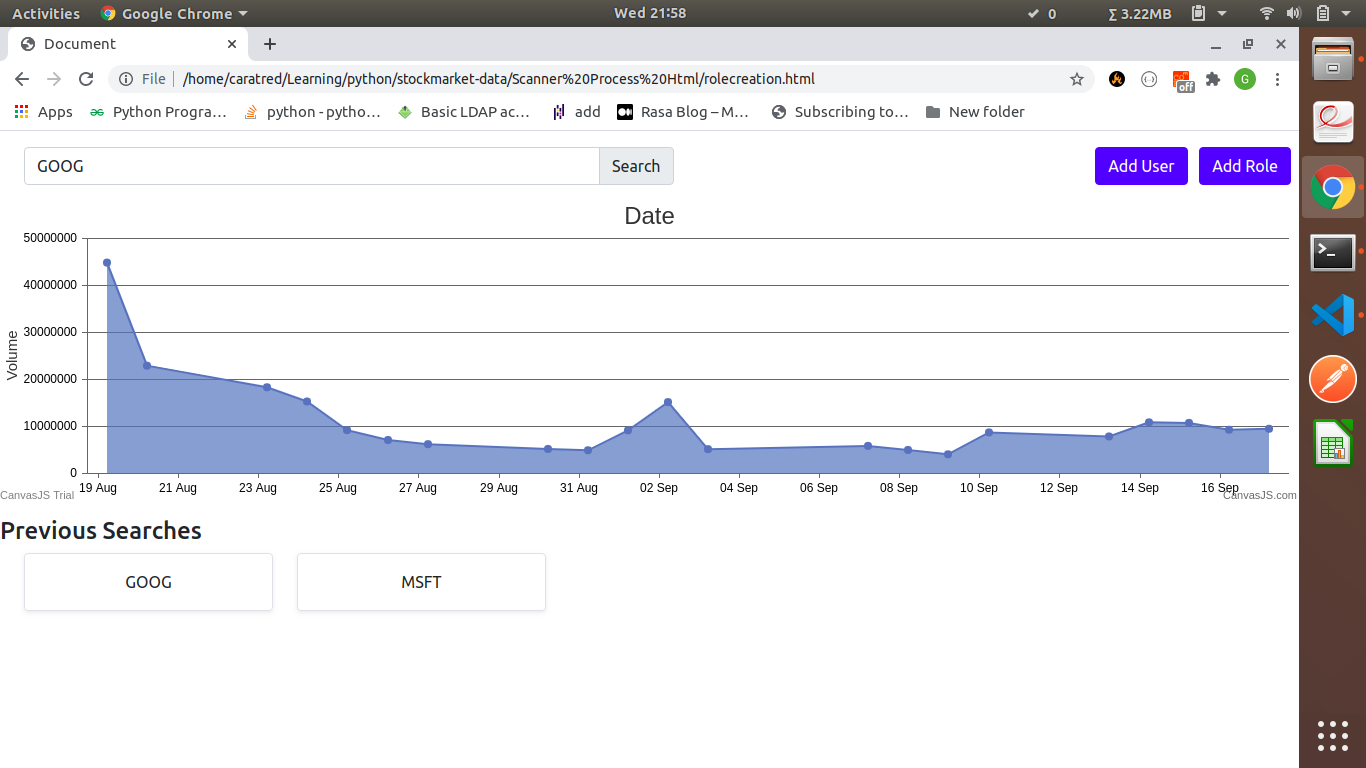 Activities Google Chrome Wed 21:58 0 ∑ 3.22MB
Document
File /home/caratred/Learning/python/stockmarket-data/Scanner%20Process%20Html/rolecreation.html G off
Apps Python Progra… python - pytho… Basic LDAP ac… add Rasa Blog – M… Subscribing to… New folder
GOOG Search Add User Add Role
Date
50000000
40000000
30000000
20000000
10000000
0
Volume
19 Aug 21 Aug 23 Aug 25 Aug 27 Aug 29 Aug 31 Aug 02 Sep 04 Sep 06 Sep 08 Sep 10 Sep 12 Sep 14 Sep 16 Sep
CanvasJS Trial CanvasJS.com
Previous Searches
GOOG MSFT